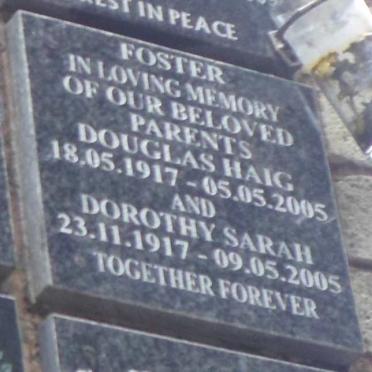 REST IN PEACE
FOSTER
IN LOVING MEMORY
OF OUR BELOVED
PARENTS
DOUGLAS HAIG
18.05.1917 - 05.05.2005
AND
DOROTHY SARAH
23.11.1917 - 09.05.2005
TOGETHER FOREVER